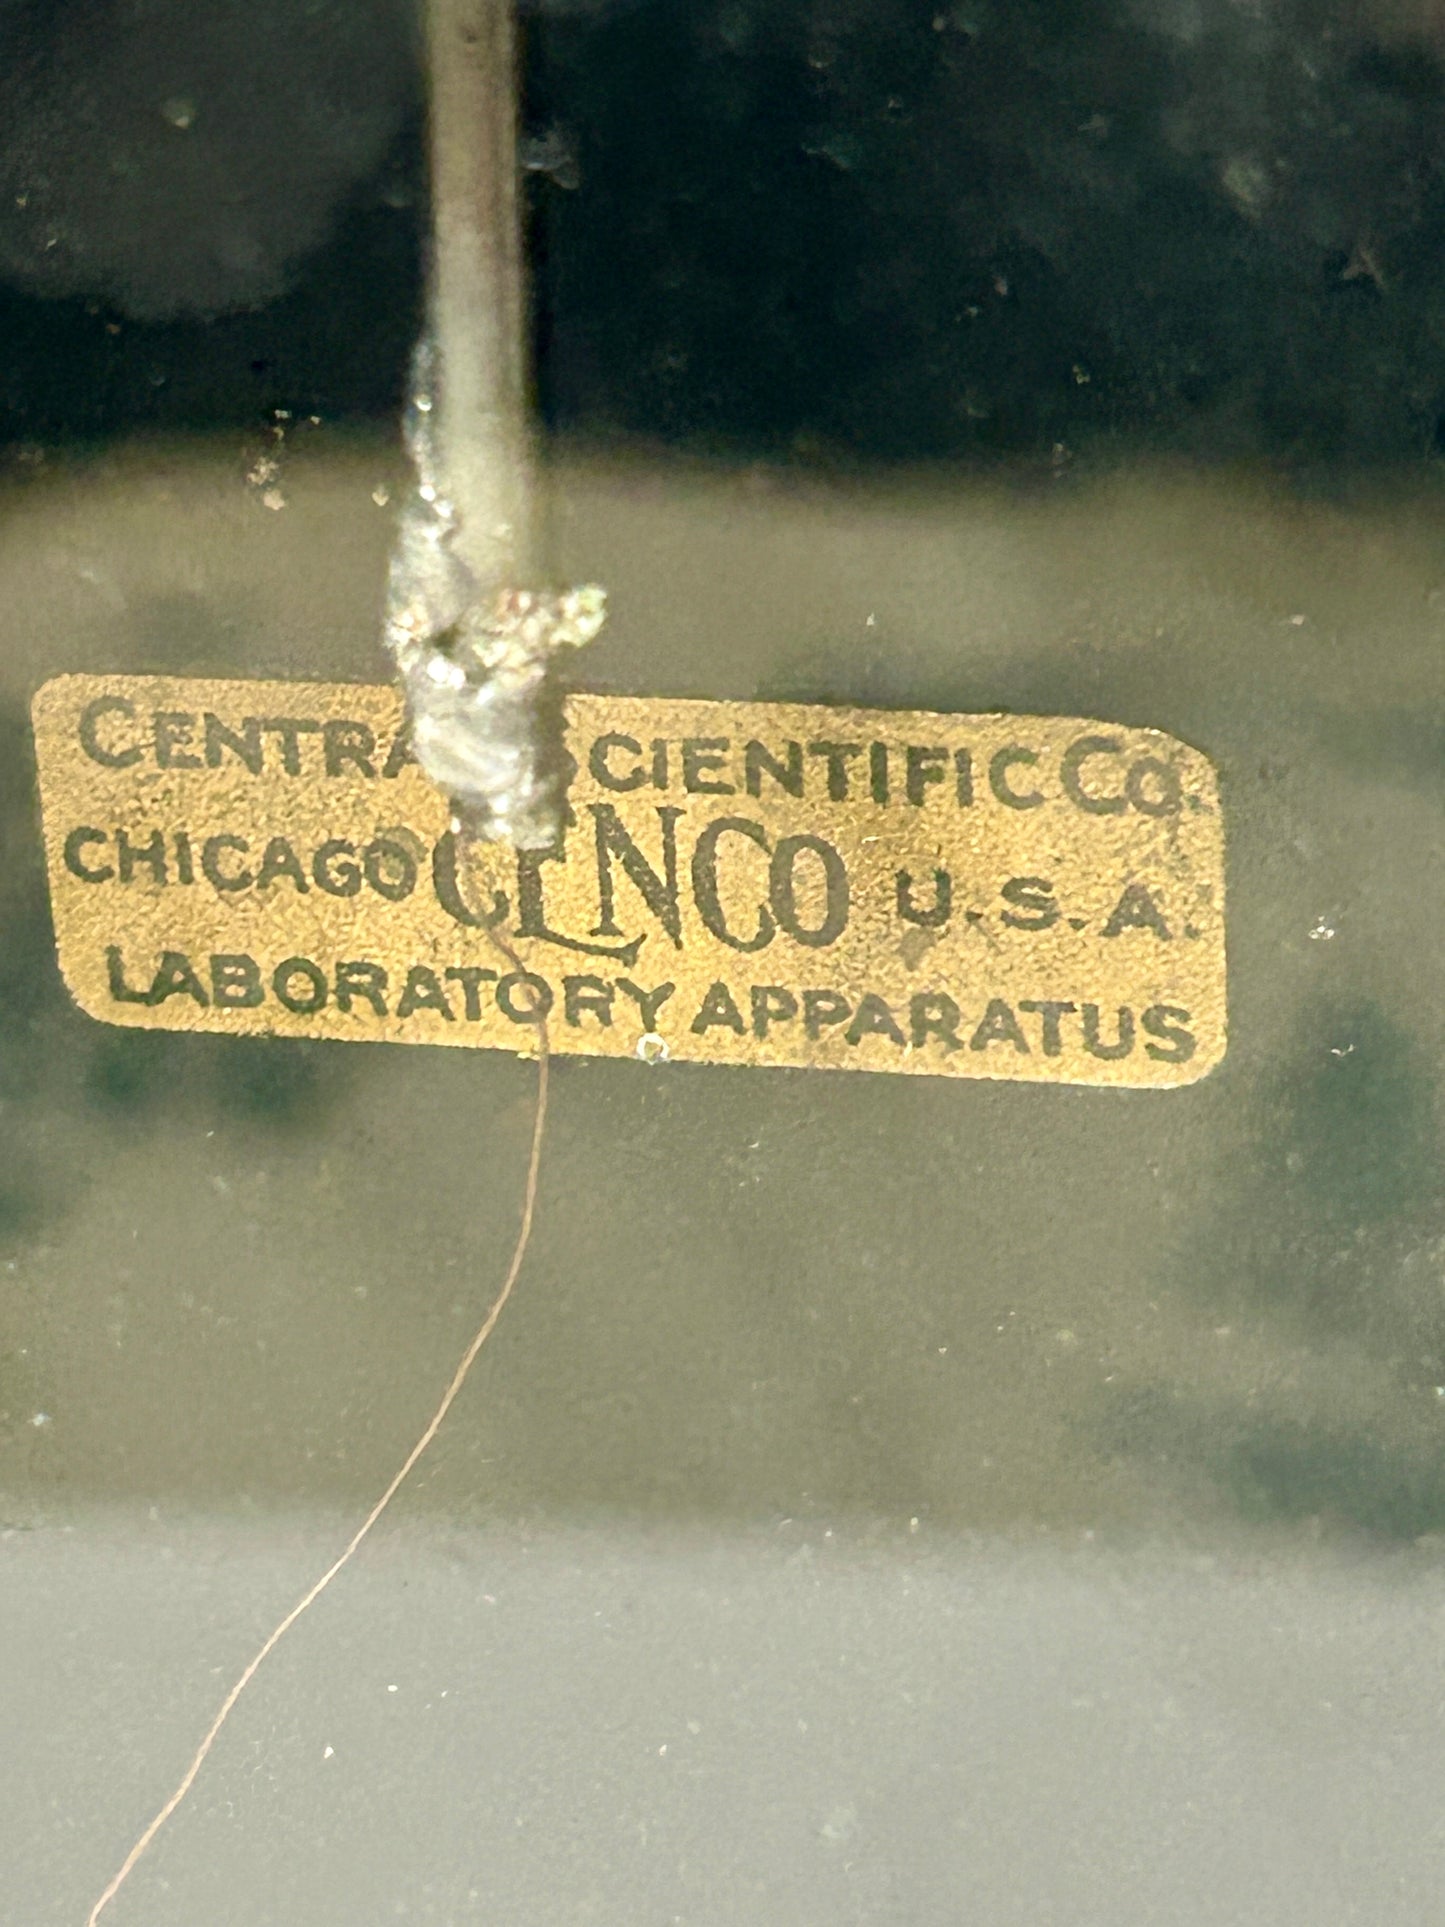 CENTRAL SCIENTIFIC CO.
CHICAGO CENCO U.S.A.
LABORATORY APPARATUS